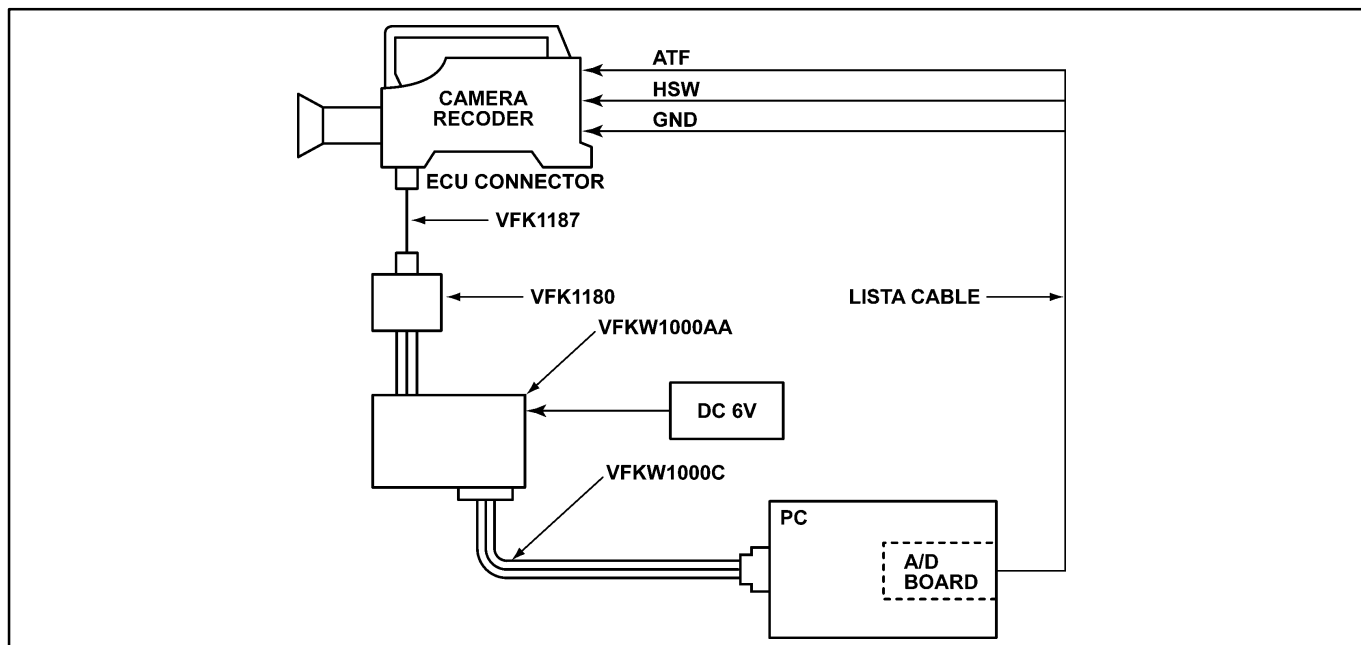 ATF
HSW
GND
CAMERA
RECODER
ECU CONNECTOR
VFK1187
VFK1180
LISTA CABLE
VFKW1000AA
DC 6V
VFKW1000C
PC
A/D
BOARD